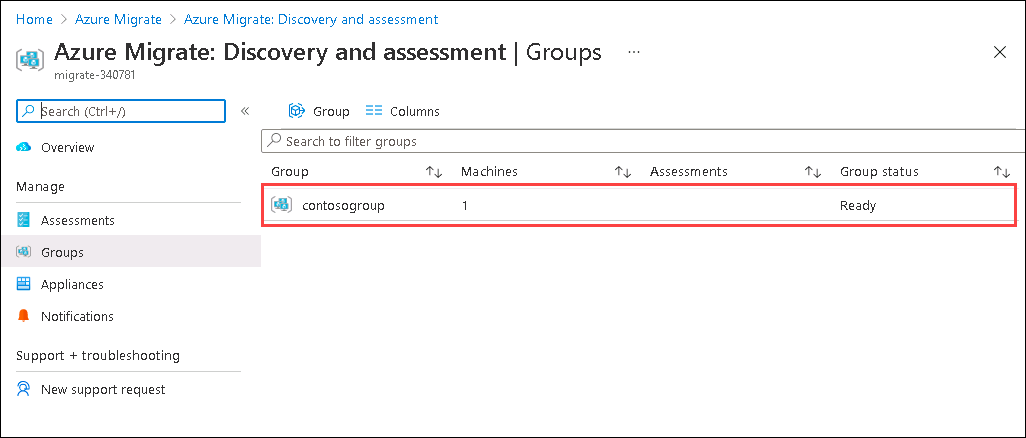 Home > Azure Migrate > Azure Migrate: Discovery and assessment
Azure Migrate: Discovery and assessment | Groups ...
migrate-340781
Search (Ctrl+/) «
Group Columns
Overview
Search to filter groups
Group Machines Assessments Group status
Manage
contosogroup 1 Ready
Assessments
Groups
Appliances
Notifications
Support + troubleshooting
New support request